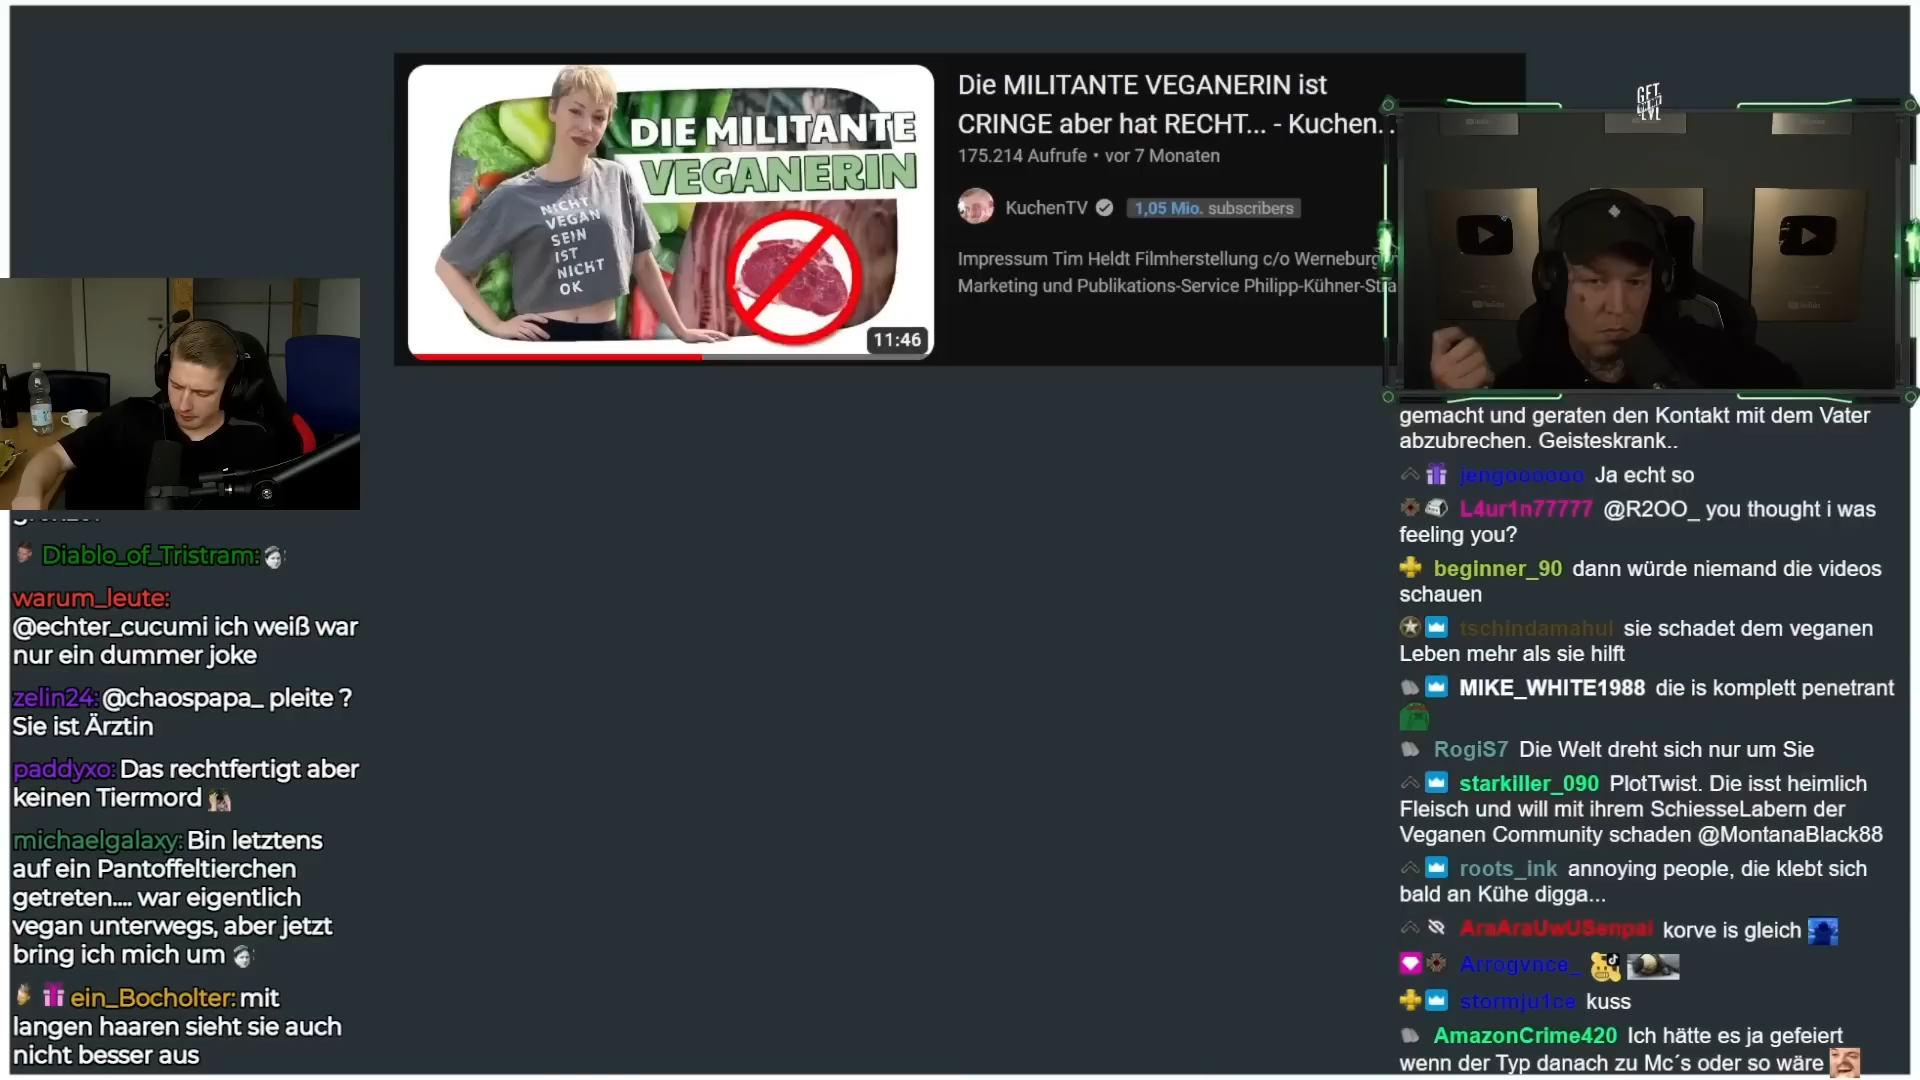 DIE MILITANTE
VEGANERIN
NICHT
VEGAN
SEIN
IST
NICHT
OK
11:46
Die MILITANTE VEGANERIN ist
CRINGE aber hat RECHT... - Kuchen. .
175.214 Aufrufe • vor 7 Monaten
KuchenTV
1,05 Mio. subscribers
Impressum Tim Heldt Filmherstellung c/o Werneburg
Marketing und Publikations-Service Philipp-Kühner-Stra
Diablo_of_Tristram:
warum_leute:
@echter_cucumi ich weiß war
nur ein dummer joke
zelin24: @chaospapa_ pleite ?
Sie ist Ärztin
paddyxo: Das rechtfertigt aber
keinen Tiermord
michaelgalaxy: Bin letztens
auf ein Pantoffeltierchen
getreten.... war eigentlich
vegan unterwegs, aber jetzt
bring ich mich um
ein_Bocholter: mit
langen haaren sieht sie auch
nicht besser aus
GET
EVL
gemacht und geraten den Kontakt mit dem Vater
abzubrechen. Geisteskrank..
jengoooooo Ja echt so
L4ur1n77777 @R2OO_ you thought i was
feeling you?
beginner_90 dann würde niemand die videos
schauen
tschindamahul sie schadet dem veganen
Leben mehr als sie hilft
MIKE_WHITE1988 die is komplett penetrant
RogiS7 Die Welt dreht sich nur um Sie
starkiller_090 PlotTwist. Die isst heimlich
Fleisch und will mit ihrem SchiesseLabern der
Veganen Community schaden @MontanaBlack88
roots_ink annoying people, die klebt sich
bald an Kühe digga...
AraAraUwUSenpai korve is gleich
Arrogvnce_
stormju1ce kuss
AmazonCrime420 Ich hätte es ja gefeiert
wenn der Typ danach zu Mc´s oder so wäre